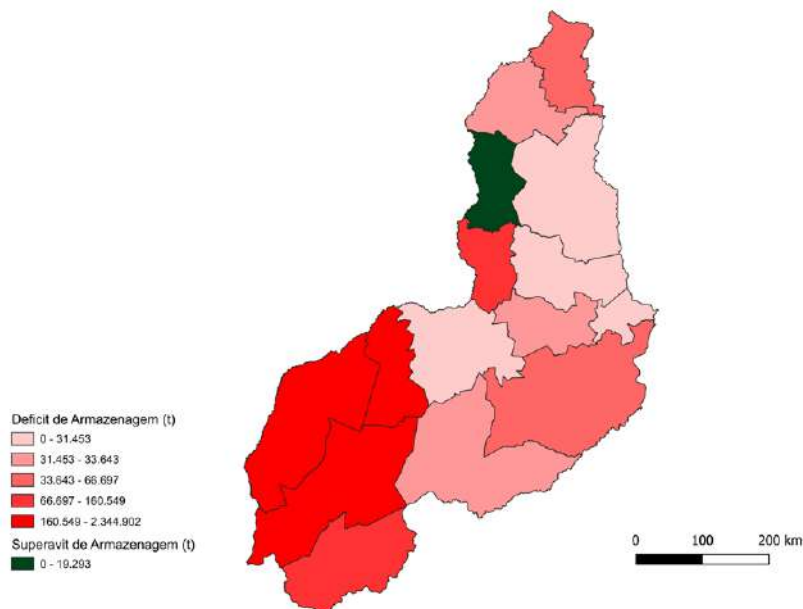 Deficit de Armazenagem (t)
0 - 31.453
31.453 - 33.643
33.643 - 66.697
66.697 - 160.549
160.549 - 2.344.902
Superavit de Armazenagem (t)
0 - 19.293
0 100 200 km